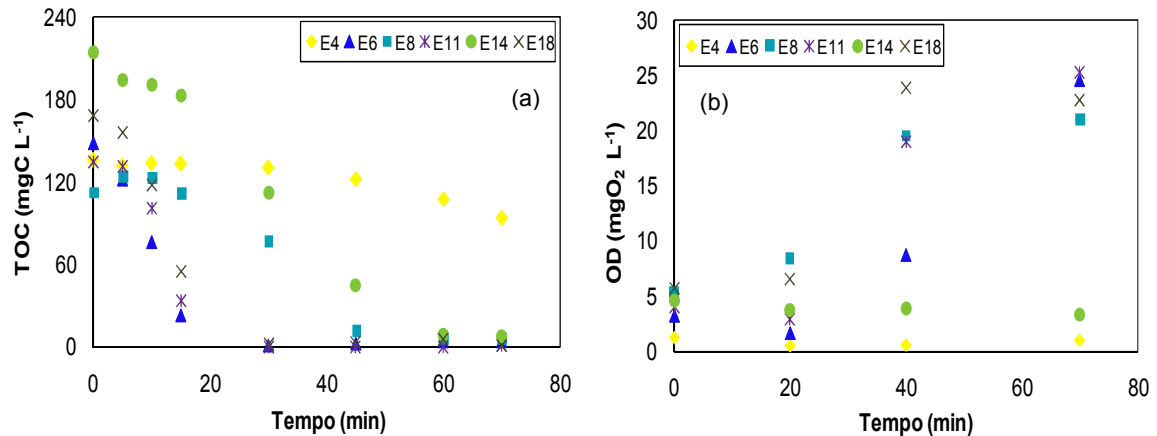 240
180
120
60
0
TOC (mgC L-1)
E4 E6 E8 E11 E14 E18
(a)
0 20 40 60 80
Tempo (min)
30
25
20
15
10
5
0
OD (mgO₂ L-1)
E4 E6 E8 E11 E14 E18
(b)
0 20 40 60 80
Tempo (min)